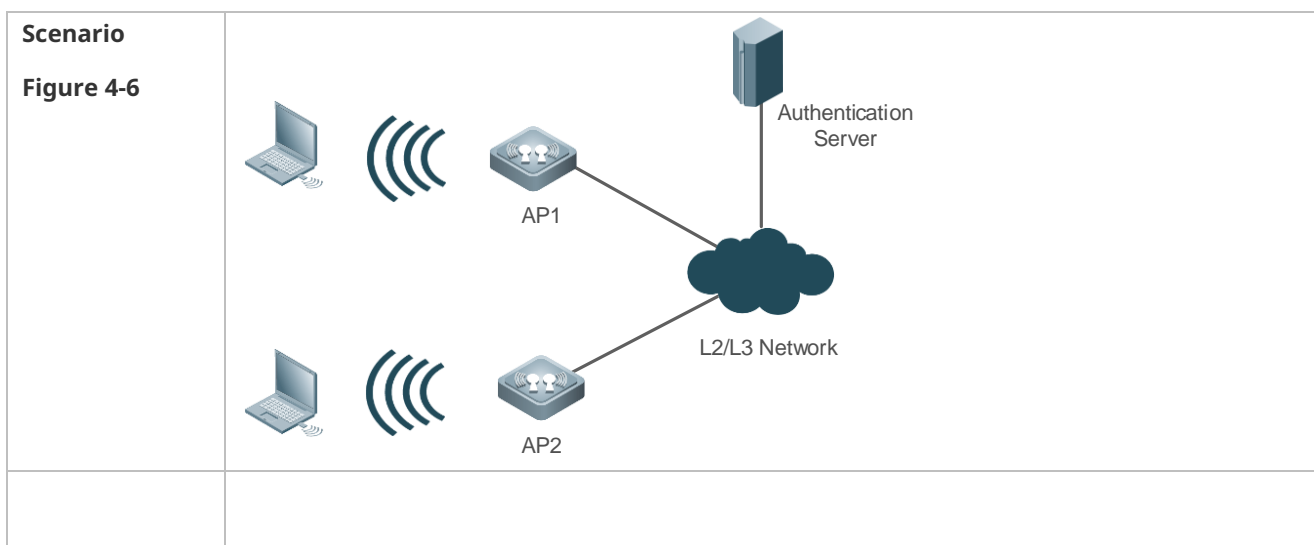 Scenario
Figure 4-6
Authentication
Server
AP1
L2/L3 Network
AP2